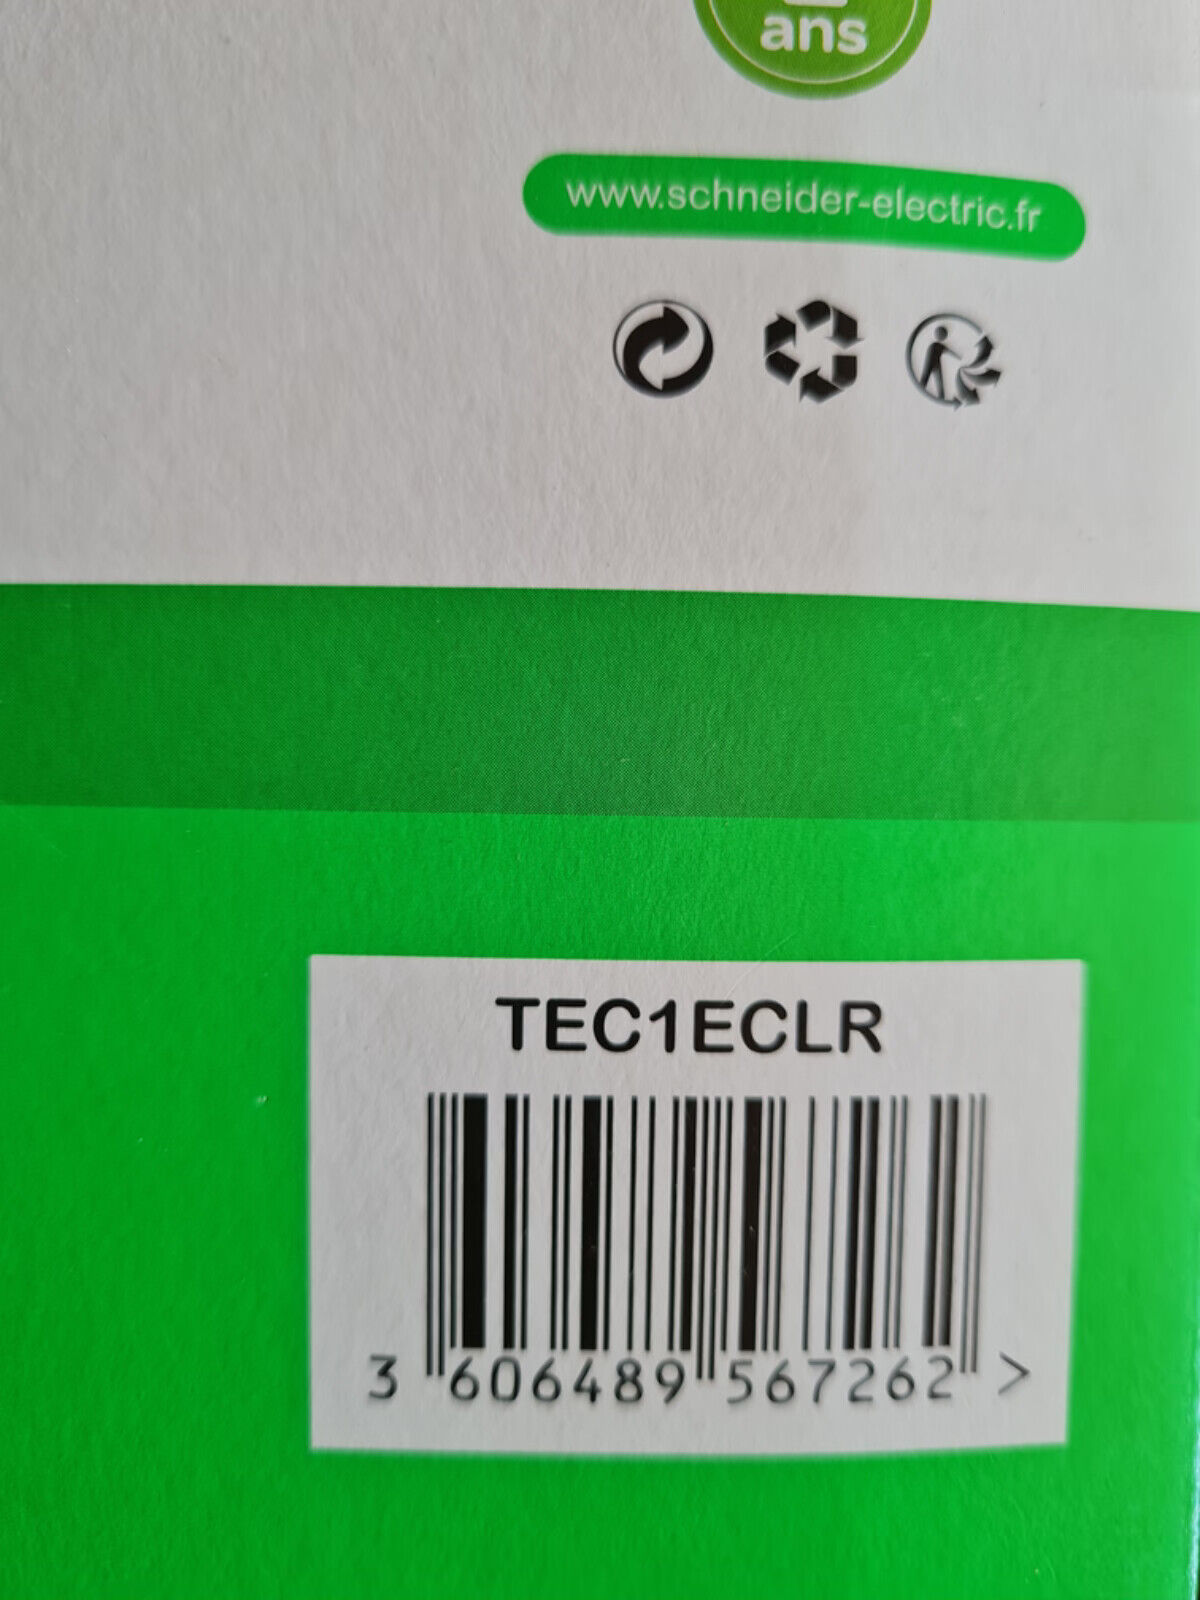 ans
www.schneider-electric.fr
TEC1ECLR
3 606489 567262 >